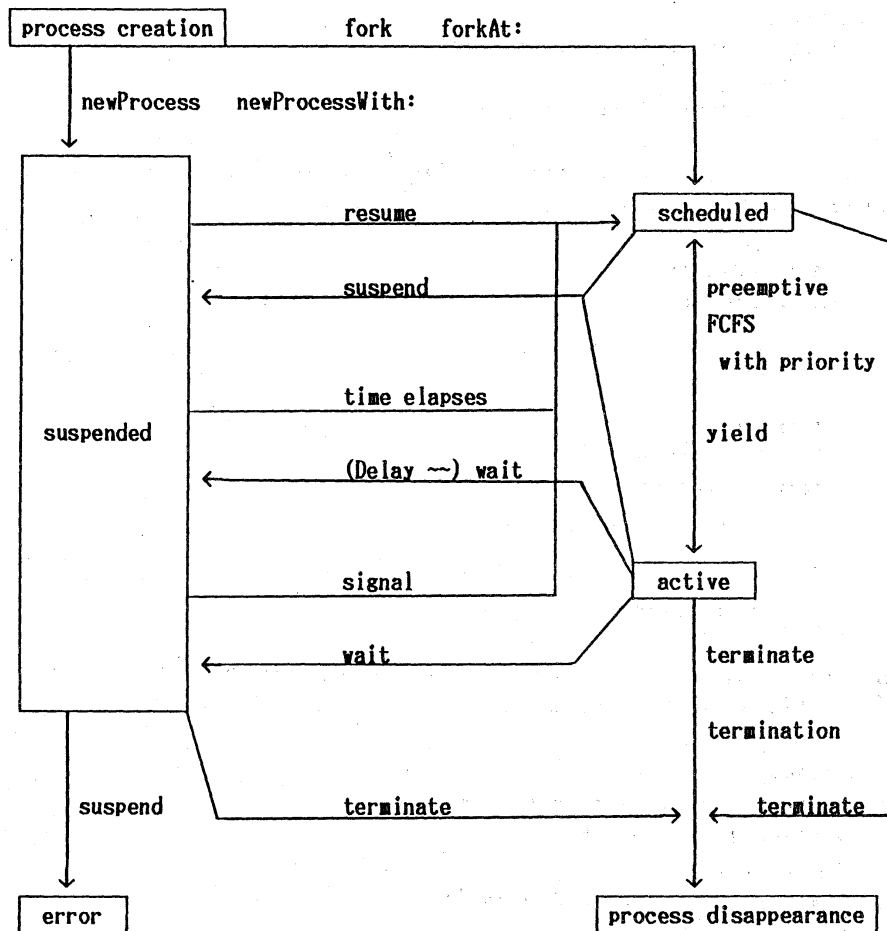 process creation
fork forkAt:
newProcess newProcessWith:
resume
scheduled
suspend
preemptive
FCFS
with priority
time elapses
suspended
yield
(Delay ~~) wait
signal
active
wait
terminate
termination
suspend
terminate
terminate
error
process disappearance